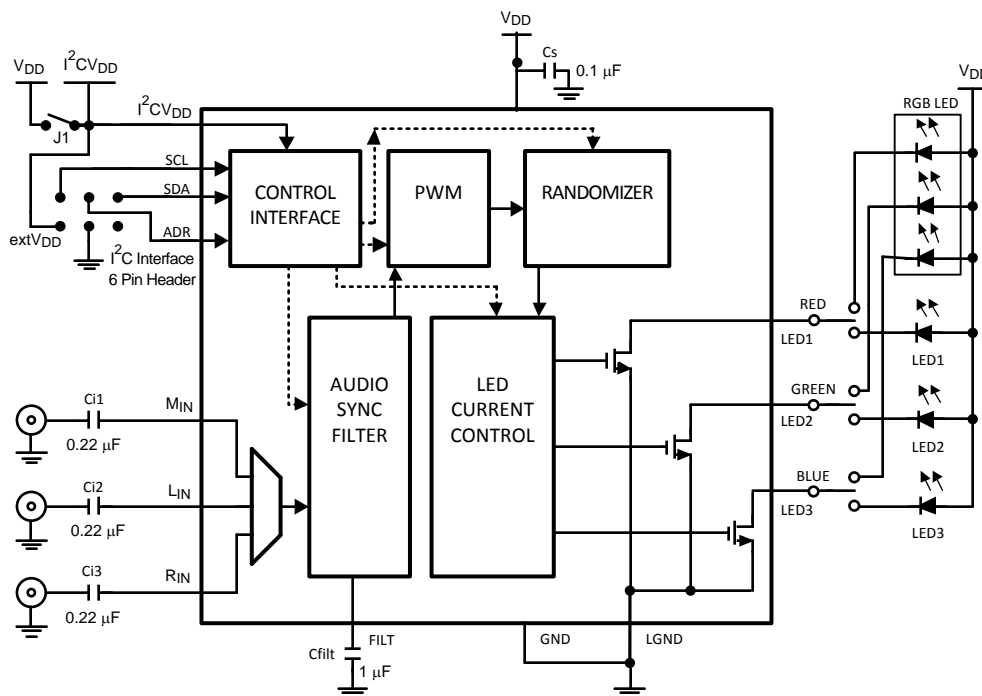 VDD
Cs
0.1 μF
VDD
I²CVDD
I²CVDD
J1
SCL
SDA
ADR
extVDD
I²C Interface
6 Pin Header
CONTROL
INTERFACE
PWM
RANDOMIZER
AUDIO
SYNC
FILTER
LED
CURRENT
CONTROL
VDD
RGB LED
RED
LED1
LED1
GREEN
LED2
LED2
BLUE
LED3
LED3
Ci1
MIN
0.22 μF
Ci2
LIN
0.22 μF
Ci3
RIN
0.22 μF
Cfilt
FILT
1 μF
GND
LGND